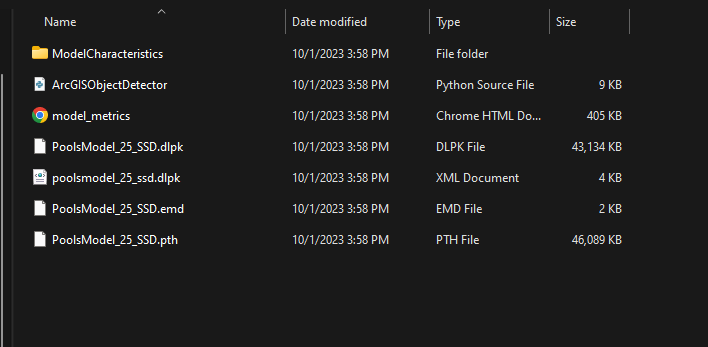 Name Date modified Type Size
ModelCharacteristics 10/1/2023 3:58 PM File folder
ArcGISObjectDetector 10/1/2023 3:58 PM Python Source File 9 KB
model_metrics 10/1/2023 3:58 PM Chrome HTML Do... 405 KB
PoolsModel_25_SSD.dlpk 10/1/2023 3:58 PM DLPK File 43,134 KB
poolsmodel_25_ssd.dlpk 10/1/2023 3:58 PM XML Document 4 KB
PoolsModel_25_SSD.emd 10/1/2023 3:58 PM EMD File 2 KB
PoolsModel_25_SSD.pth 10/1/2023 3:58 PM PTH File 46,089 KB